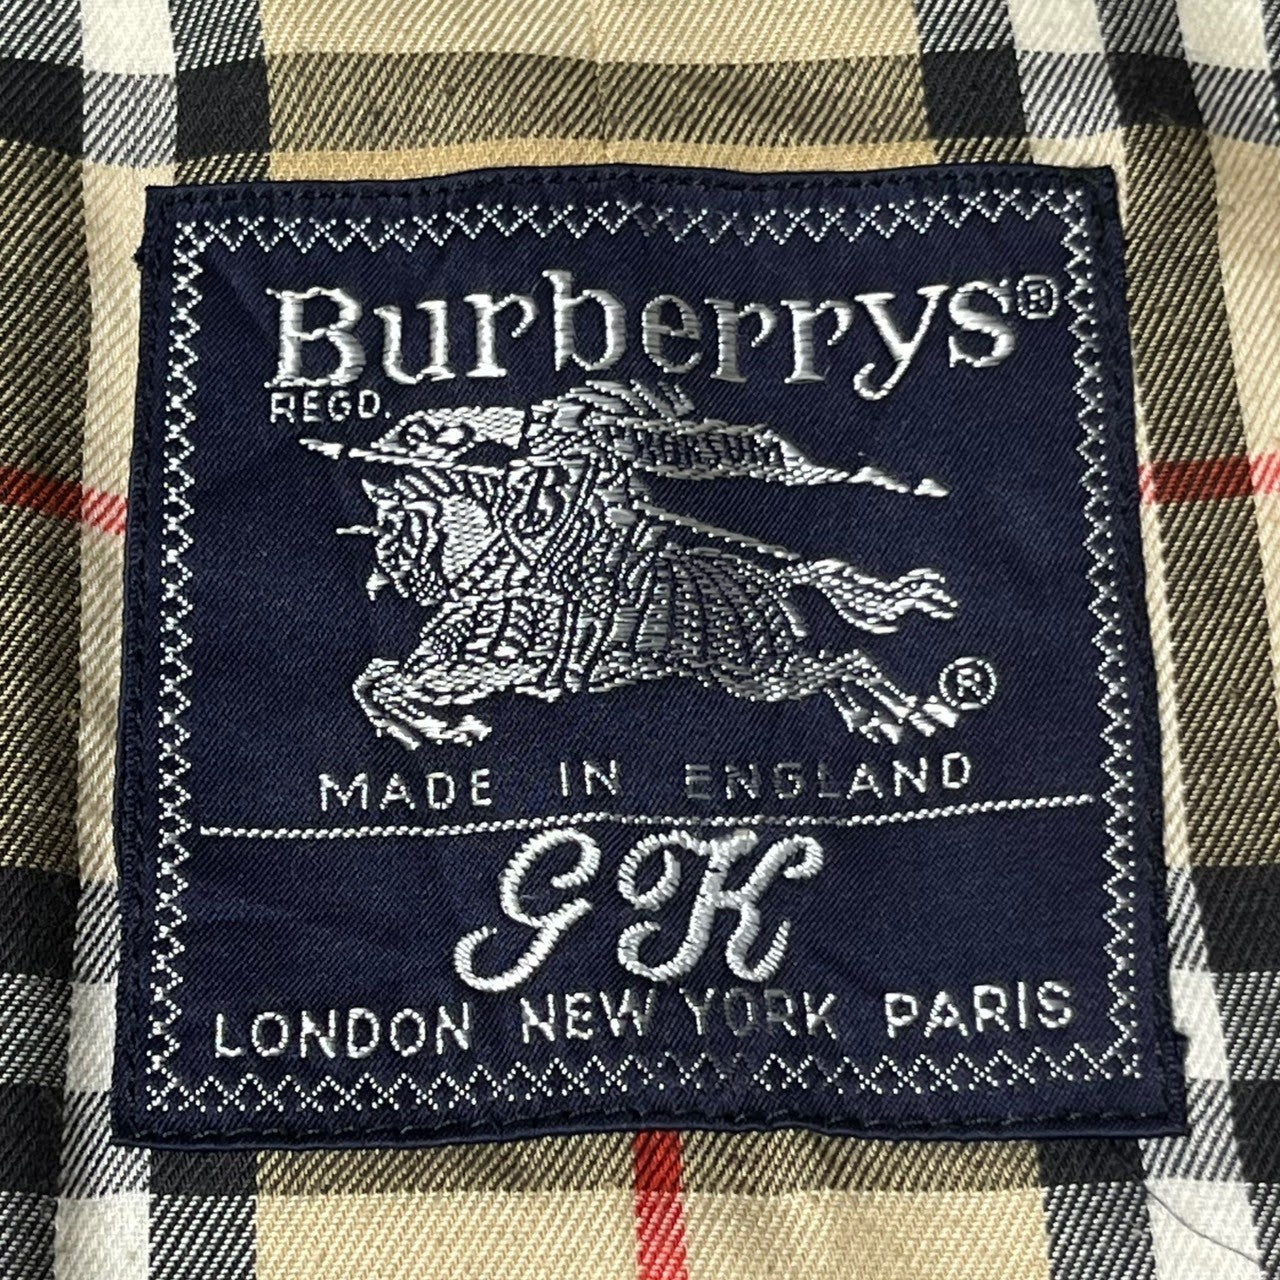 Burberrys®
REGD.
PRORSUM
B
®
MADE IN ENGLAND
GK
LONDON NEW YORK PARIS